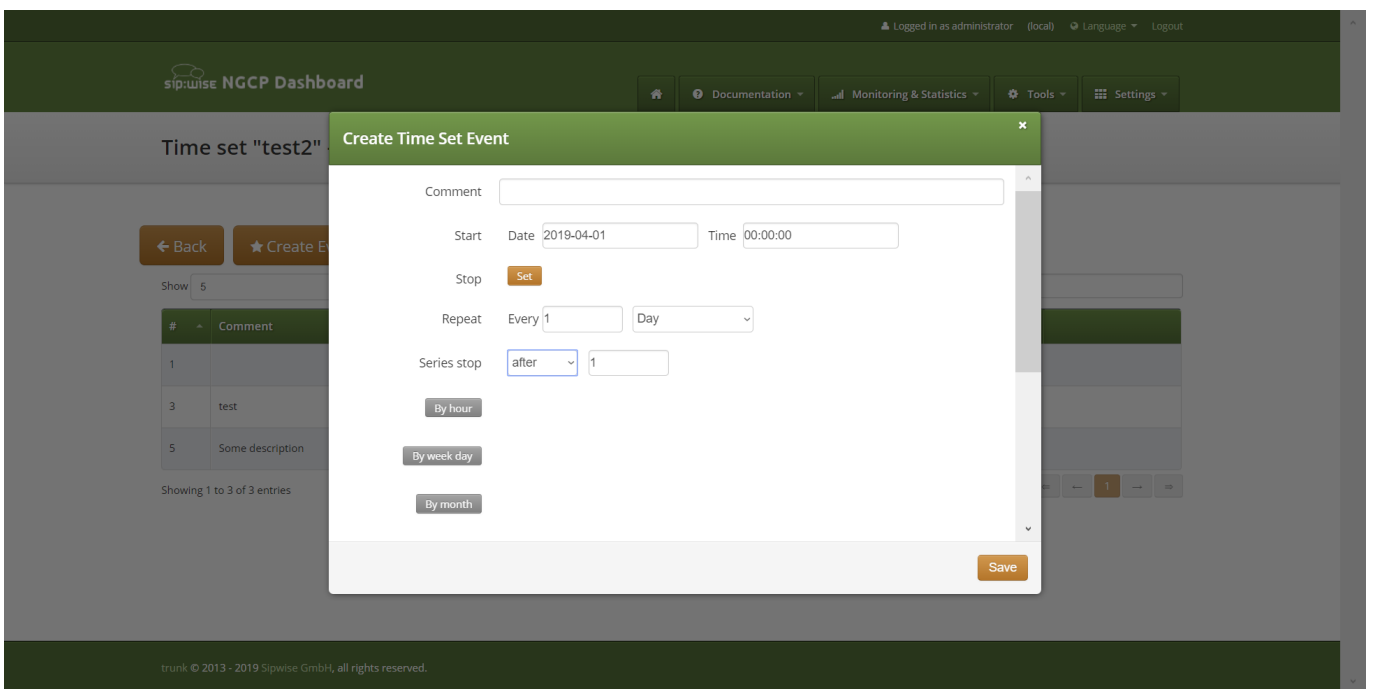 Logged in as administrator (local) Language Logout
sip:wise NGCP Dashboard
Documentation Monitoring & Statistics Tools Settings
Time set "test2" -
Create Time Set Event ×
Comment
Start Date 2019-04-01 Time 00:00:00
Back Create
Stop Set
Show 5
Repeat Every 1 Day
# Comment
Series stop after 1
1
By hour
3 test
5 Some description
By week day
Showing 1 to 3 of 3 entries
1
By month
Save
trunk © 2013 - 2019 Sipwise GmbH, all rights reserved.